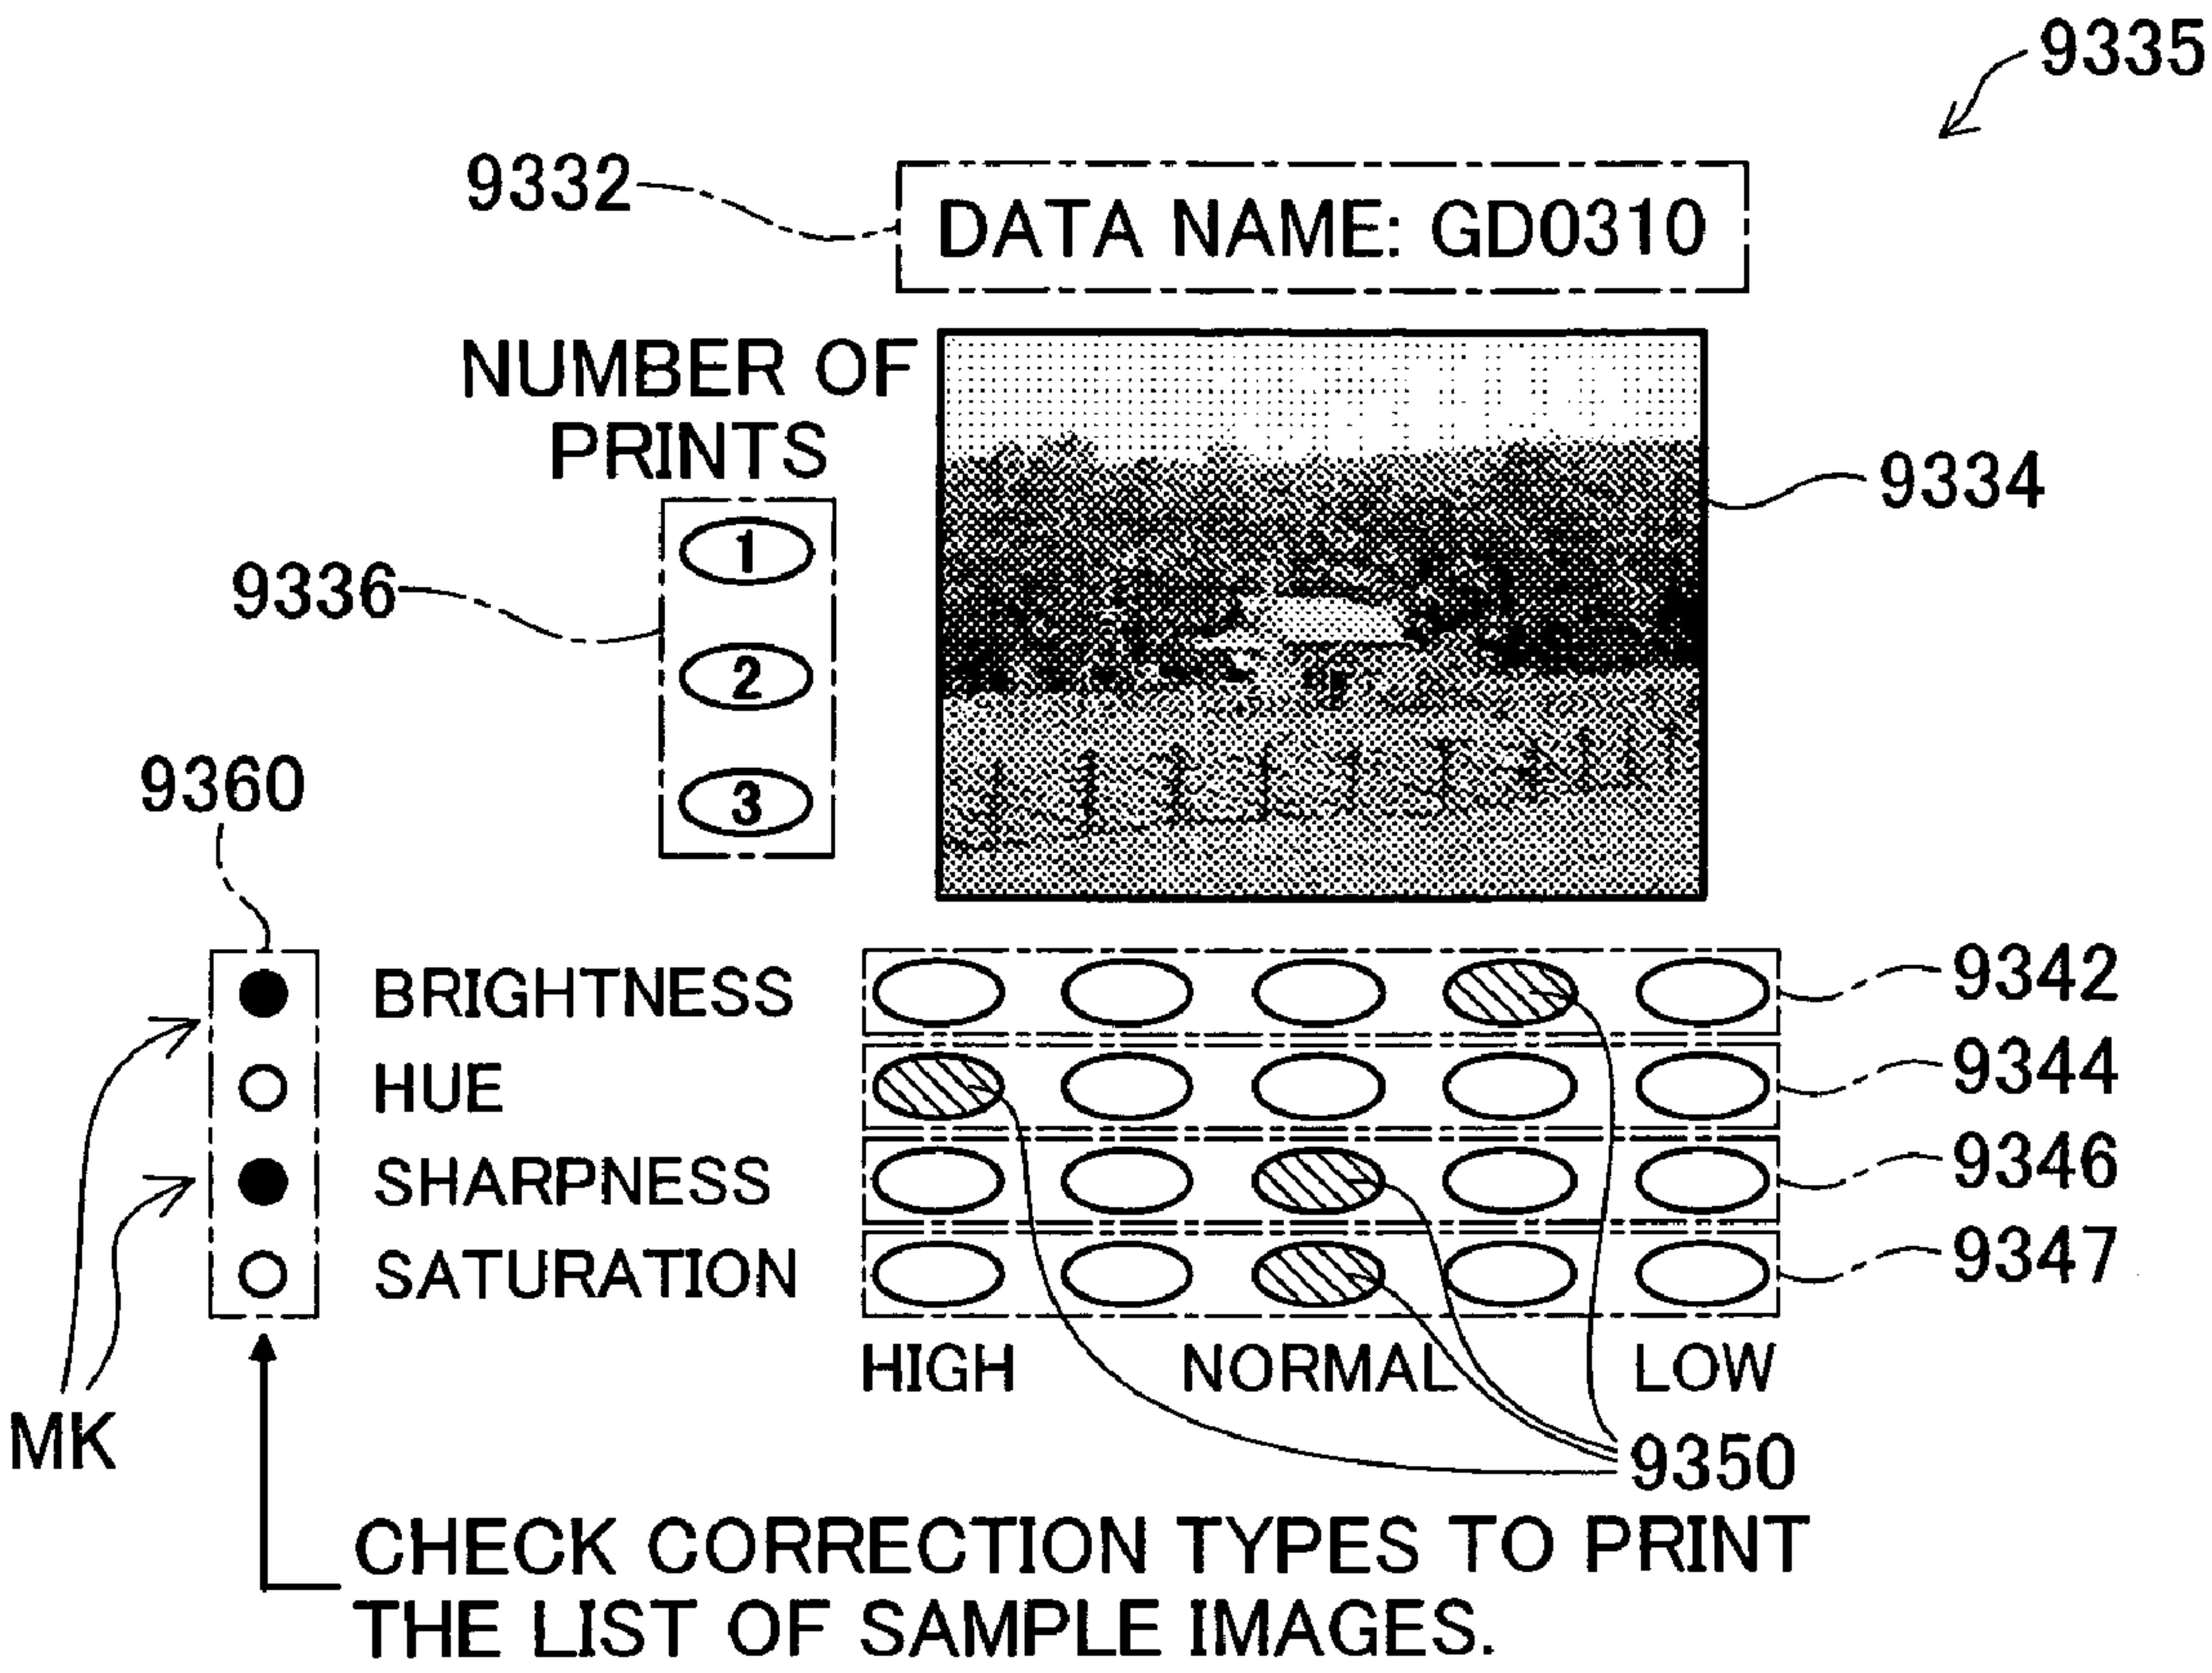 9335
9332
DATA NAME: GD0310
NUMBER OF
PRINTS
9334
1
9336
2
3
9360
BRIGHTNESS
9342
HUE
9344
SHARPNESS
9346
SATURATION
9347
HIGH NORMAL LOW
MK
9350
CHECK CORRECTION TYPES TO PRINT
THE LIST OF SAMPLE IMAGES.